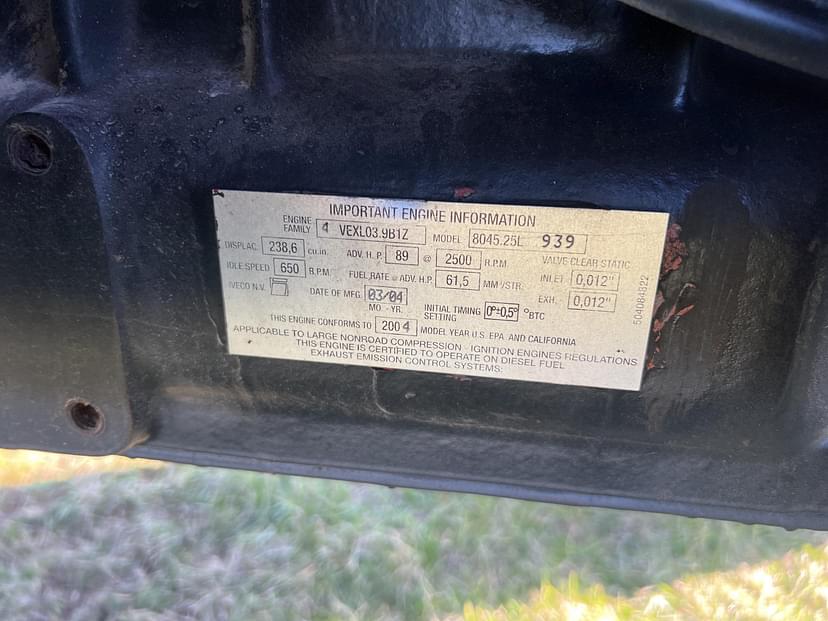 IMPORTANT ENGINE INFORMATION
ENGINE FAMILY 4 VEXL03.9B1Z MODEL 8045.25L 939
DISPLAC. 238,6 cu.in. ADV. H.P. 89 @ 2500 R.P.M VALVE CLEAR STATIC
IDLE SPEED 650 R.P.M FUEL RATE @ ADV. H.P. 61,5 MM³/STR. INLET 0,012"
IVECO N.V. DATE OF MFG. 03/04 INITIAL TIMING SETTING 0°±0,5° °BTC EXH. 0,012"
MO - YR.
THIS ENGINE CONFORMS TO 2004 MODEL YEAR U.S. EPA AND CALIFORNIA
APPLICABLE TO LARGE NONROAD COMPRESSION - IGNITION ENGINES REGULATIONS
THIS ENGINE IS CERTIFIED TO OPERATE ON DIESEL FUEL
EXHAUST EMISSION CONTROL SYSTEMS:
504084822